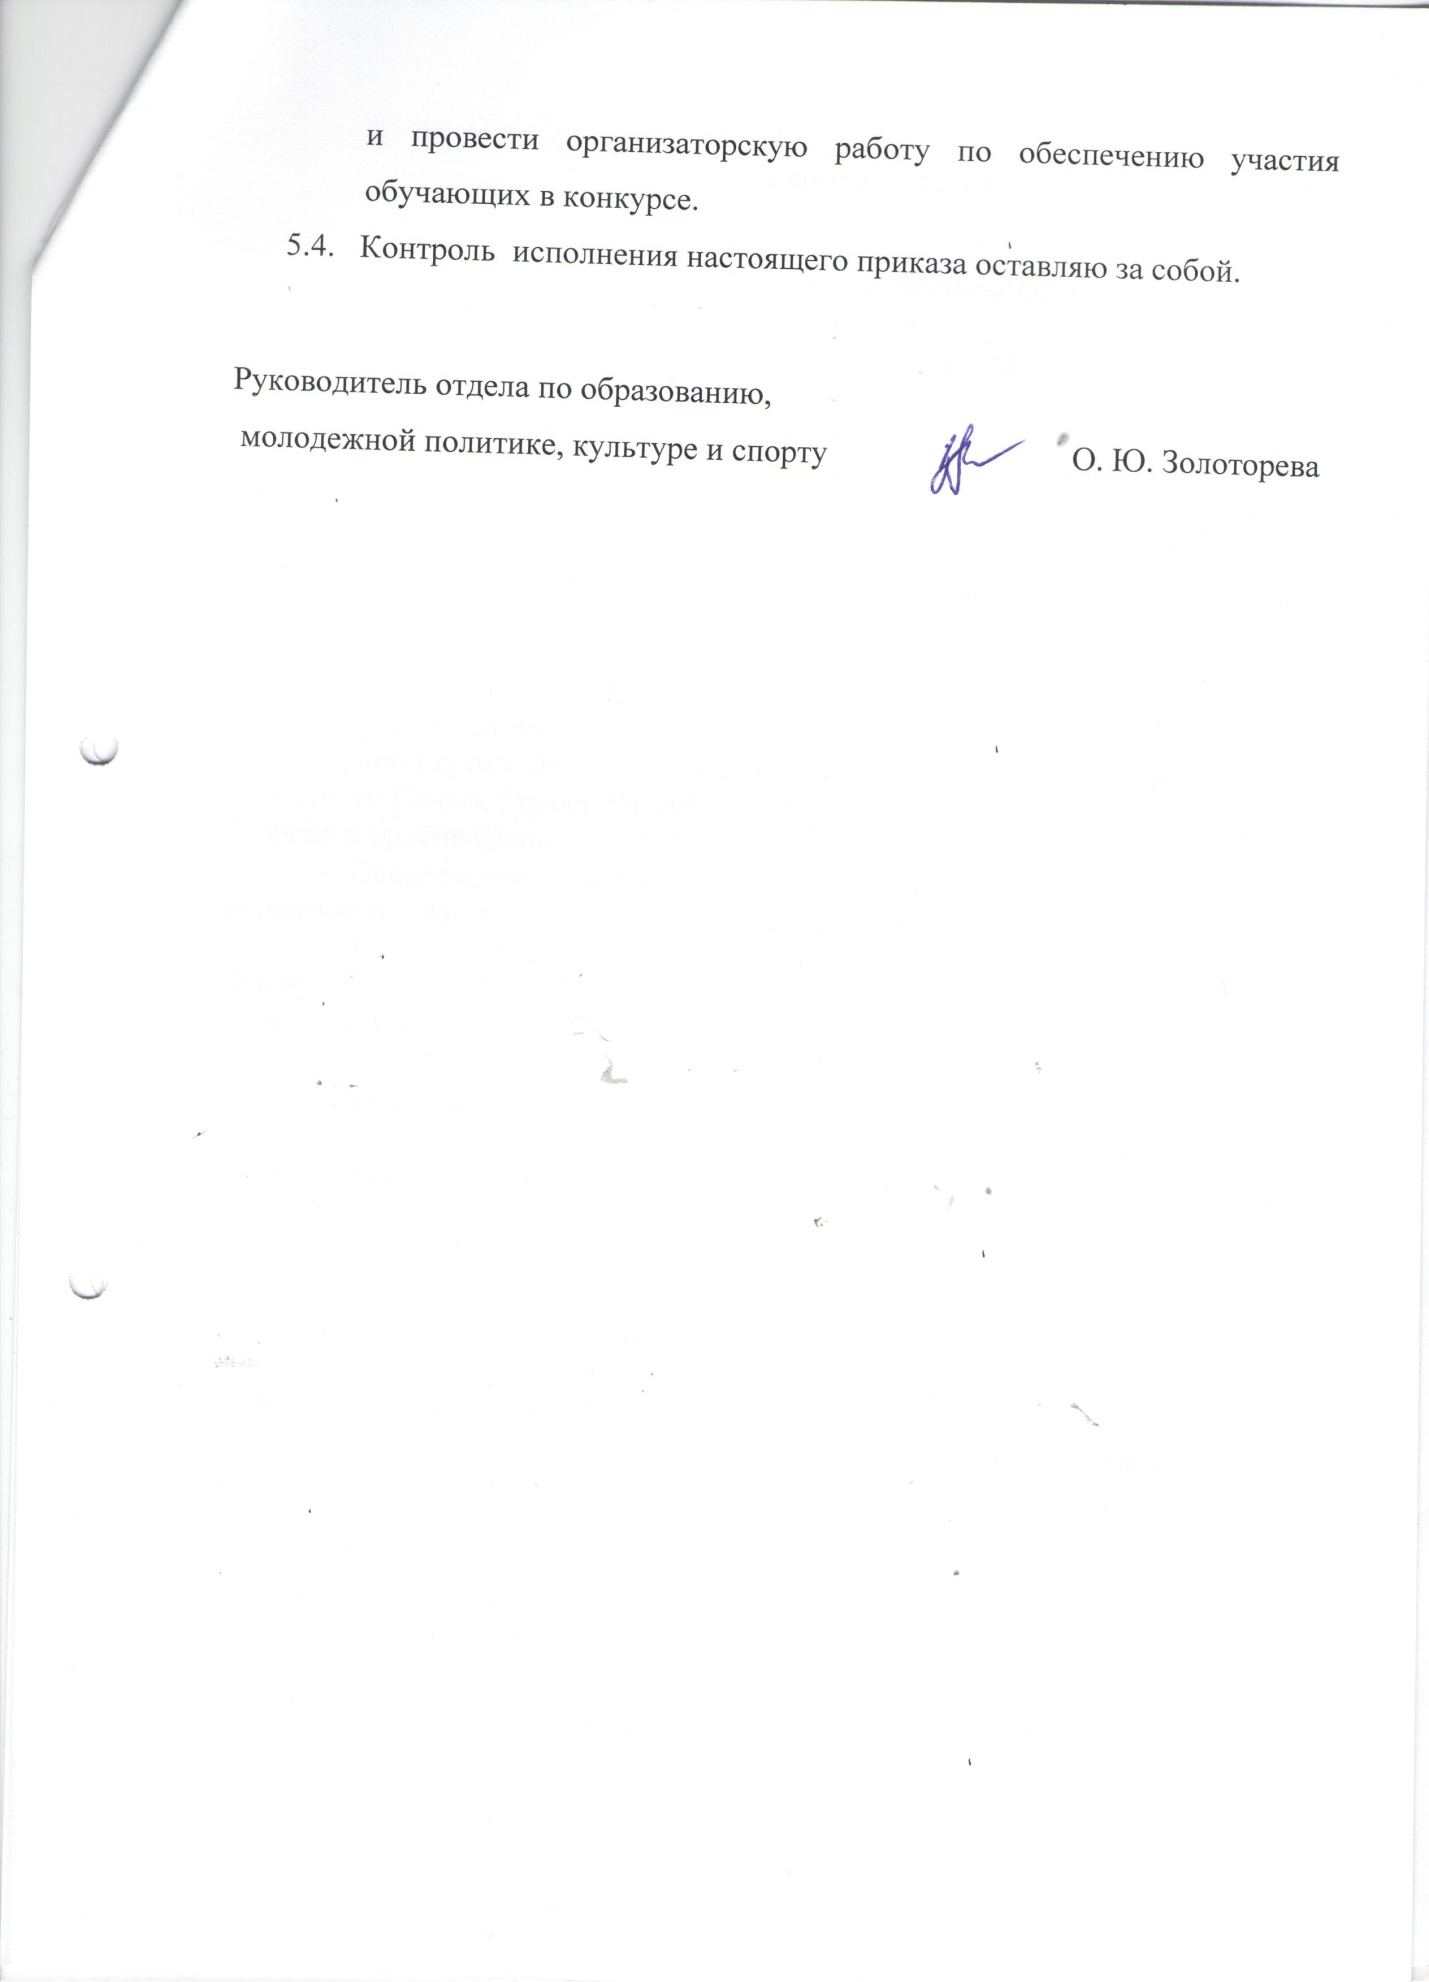 и провести организаторскую работу по обеспечению участия
обучающих в конкурсе.
5.4. Контроль исполнения настоящего приказа оставляю за собой.
Руководитель отдела по образованию,
молодежной политике, культуре и спорту О. Ю. Золоторева